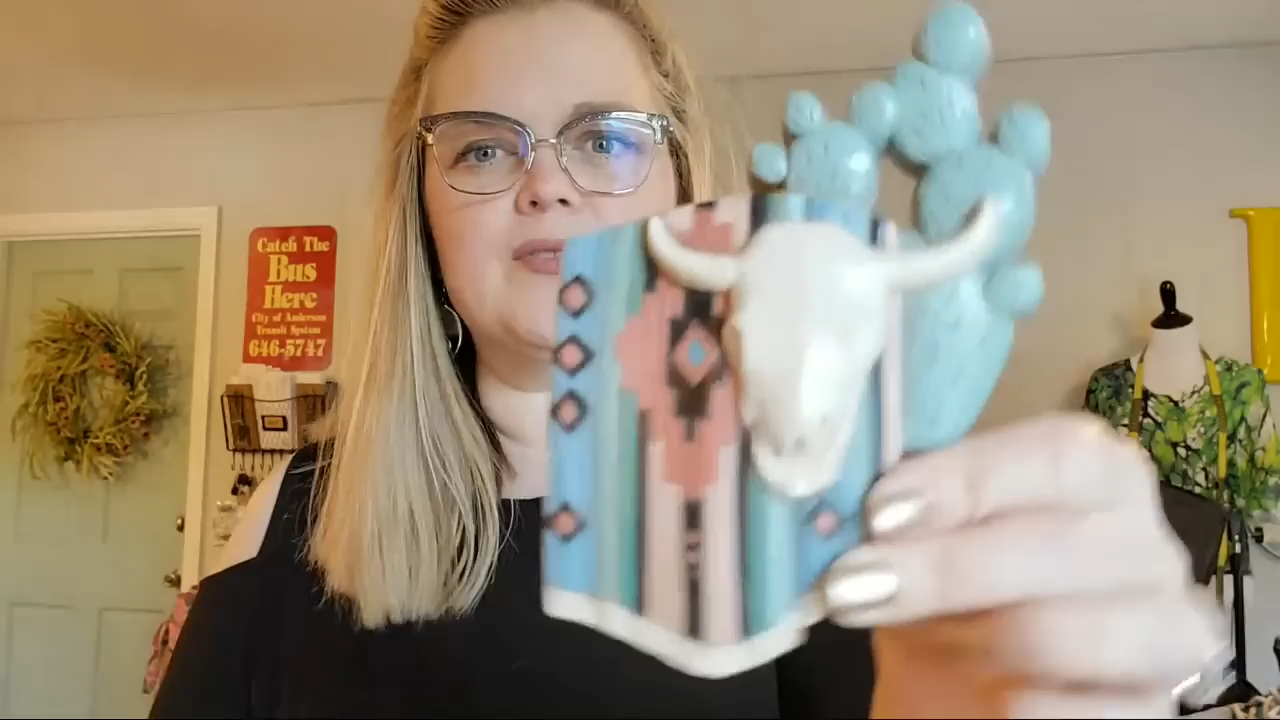 Catch The
Bus
Here
City of Anderson
Transit System
646-5747